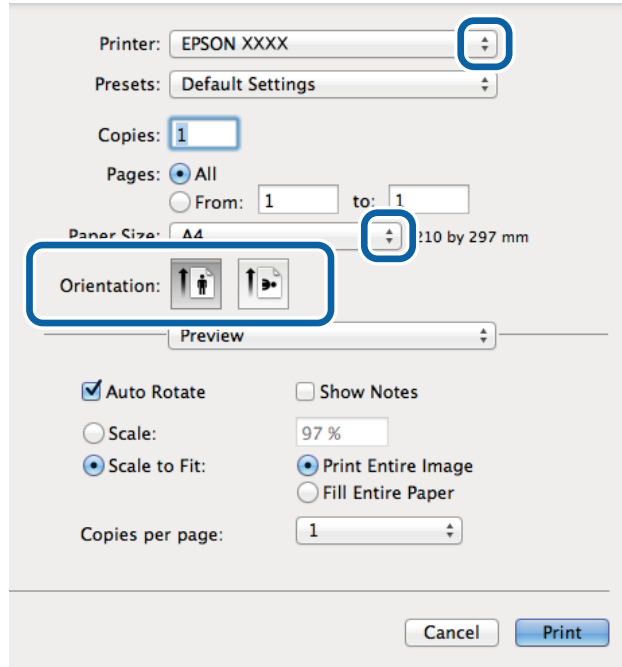 Printer: EPSON XXXX
Presets: Default Settings
Copies: 1
Pages: All
From: 1 to: 1
Paper Size: A4 210 by 297 mm
Orientation:
Preview
Auto Rotate Show Notes
Scale: 97 %
Scale to Fit: Print Entire Image
Fill Entire Paper
Copies per page: 1
Cancel Print